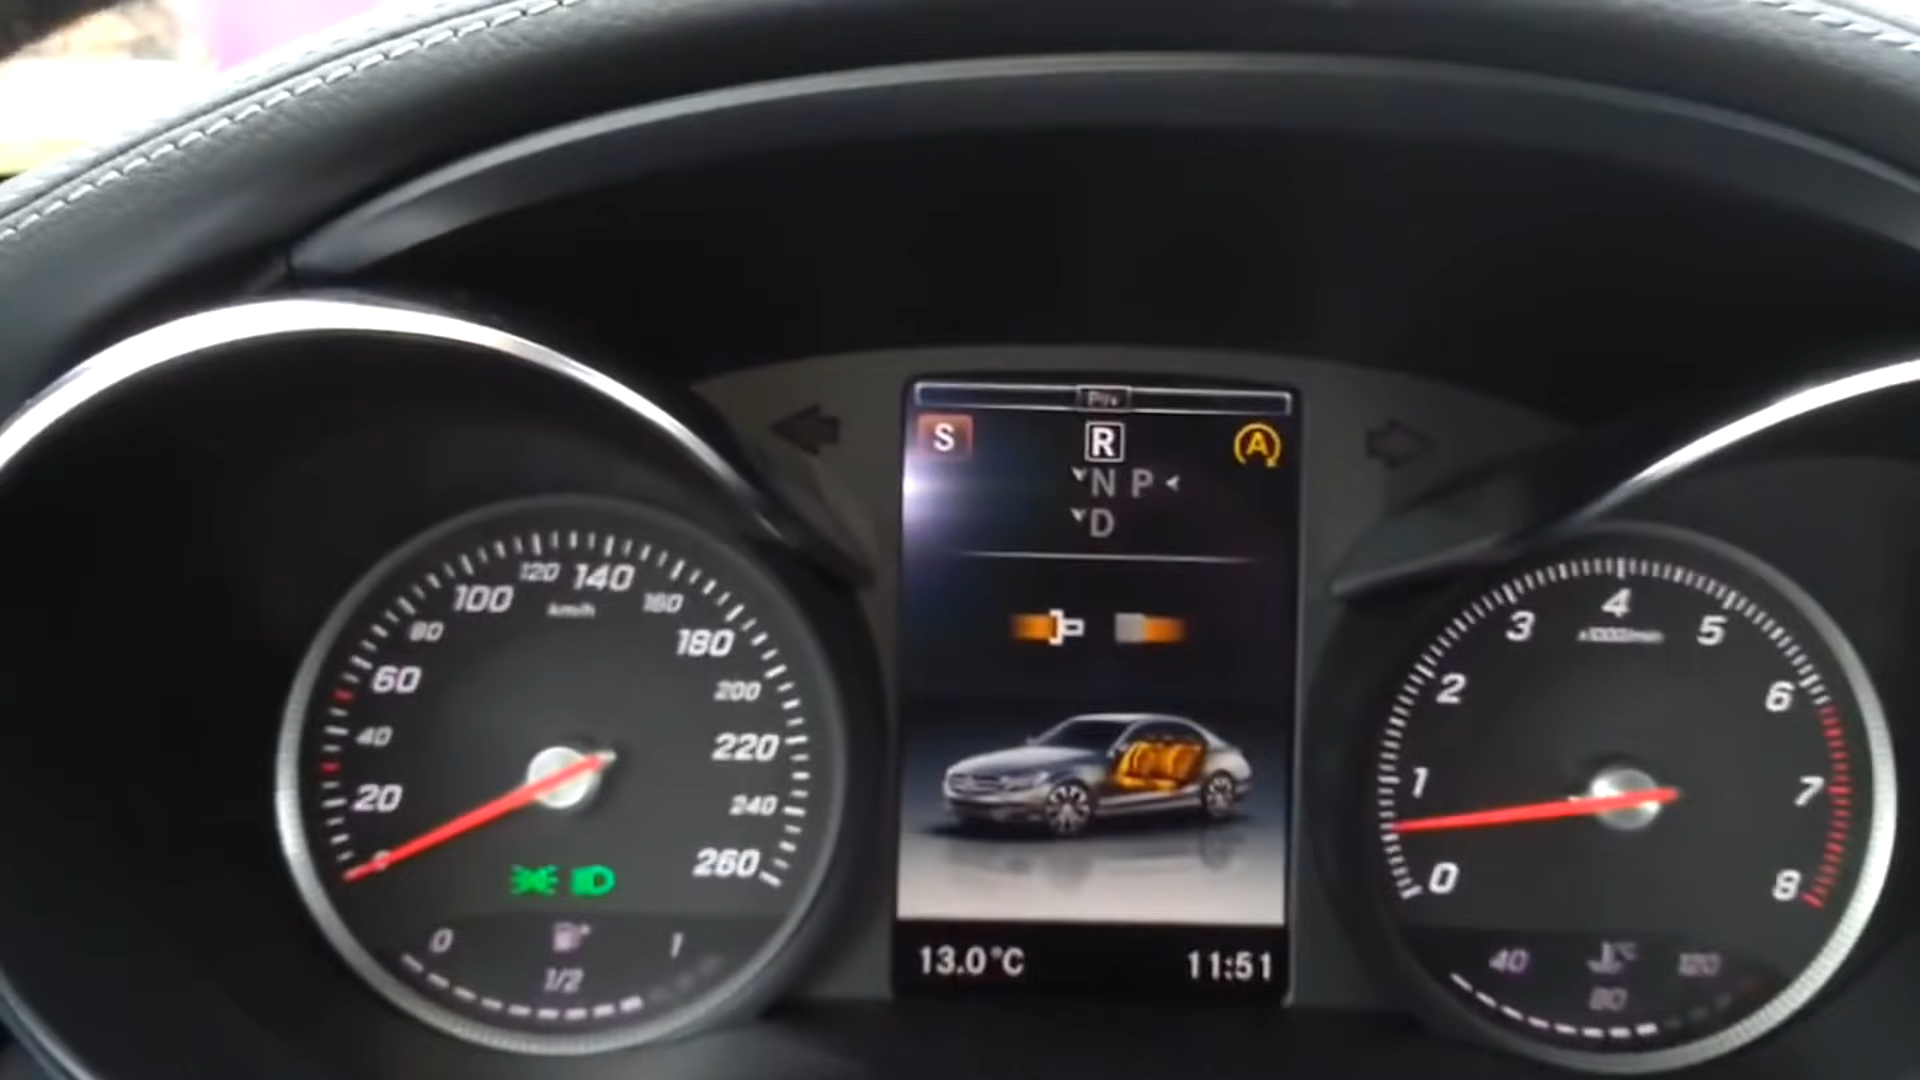 S R A
N P
D
13.0°C 11:51
0 20 40 60 80 100 120 140 160 180 200 220 240 260
km/h
0 1/2 1
0 1 2 3 4 5 6 7 8
x1000/min
40 80 120
°C